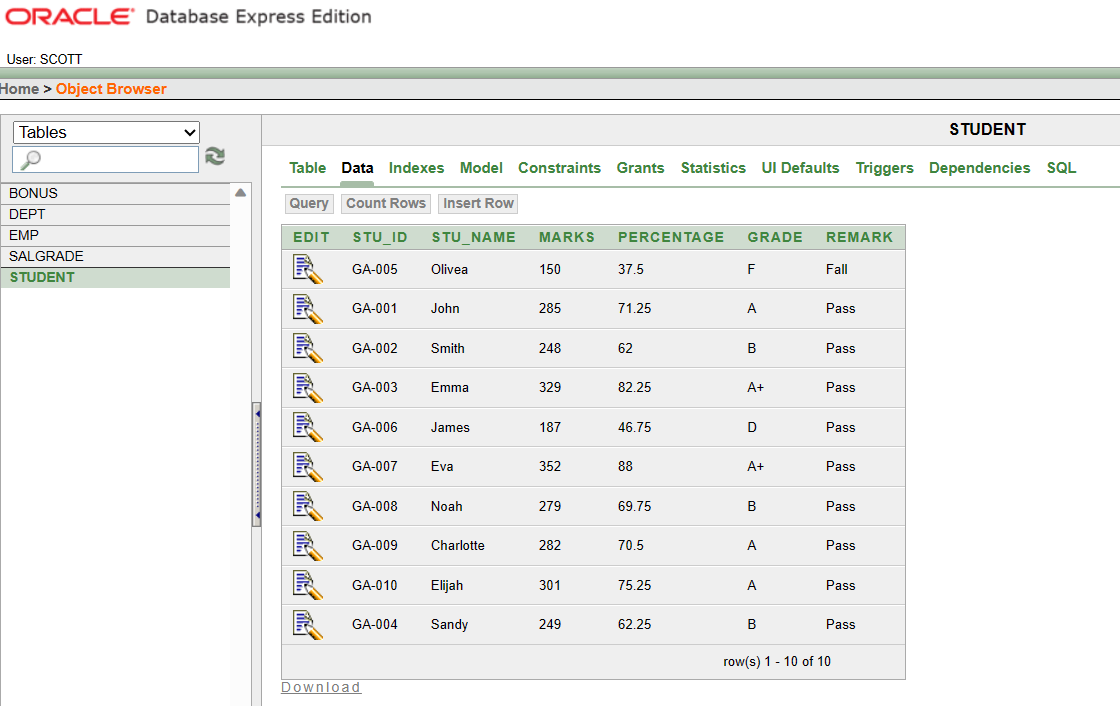 ORACLE® Database Express Edition
User: SCOTT
Home > Object Browser
Tables
BONUS
DEPT
EMP
SALGRADE
STUDENT
STUDENT
Table Data Indexes Model Constraints Grants Statistics UI Defaults Triggers Dependencies SQL
Query Count Rows Insert Row
EDIT STU_ID STU_NAME MARKS PERCENTAGE GRADE REMARK
GA-005 Olivea 150 37.5 F Fall
GA-001 John 285 71.25 A Pass
GA-002 Smith 248 62 B Pass
GA-003 Emma 329 82.25 A+ Pass
GA-006 James 187 46.75 D Pass
GA-007 Eva 352 88 A+ Pass
GA-008 Noah 279 69.75 B Pass
GA-009 Charlotte 282 70.5 A Pass
GA-010 Elijah 301 75.25 A Pass
GA-004 Sandy 249 62.25 B Pass
row(s) 1 - 10 of 10
Download